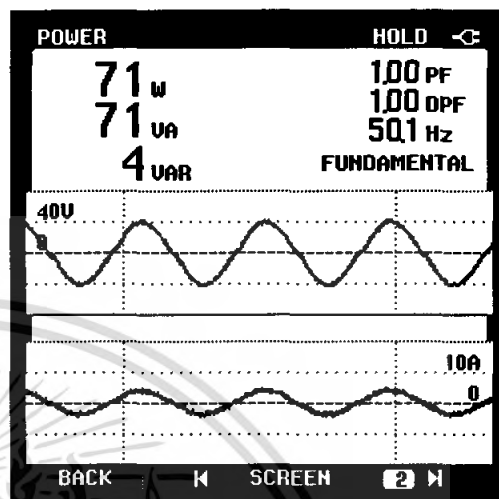 POWER HOLD
71 W 1.00 PF
71 VA 1.00 DPF
4 VAR 50.1 Hz
FUNDAMENTAL
40V
0
10A
0
BACK SCREEN 2